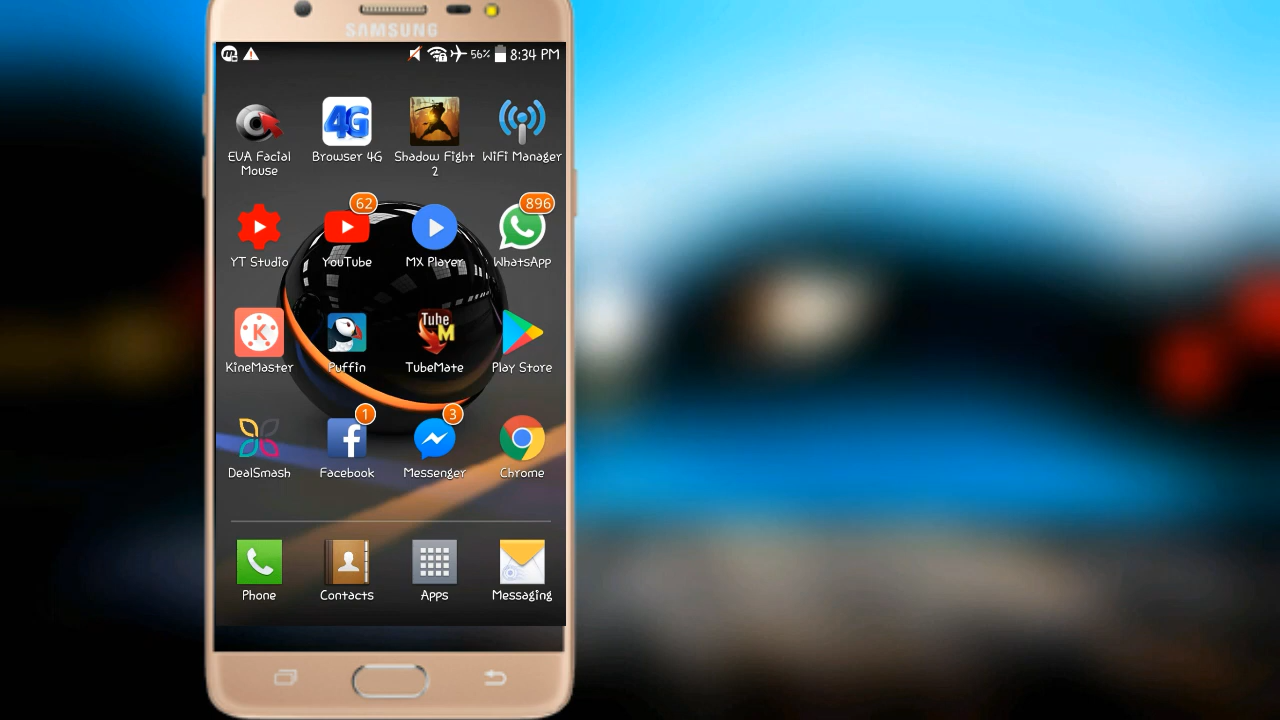 SAMSUNG
56% 8:34 PM
4G
EVA Facial Mouse
Browser 4G
Shadow Fight 2
WiFi Manager
62
896
YT Studio
YouTube
MX Player
WhatsApp
K
Tube
M
KineMaster
Puffin
TubeMate
Play Store
1
3
f
DealSmash
Facebook
Messenger
Chrome
Phone
Contacts
Apps
Messaging